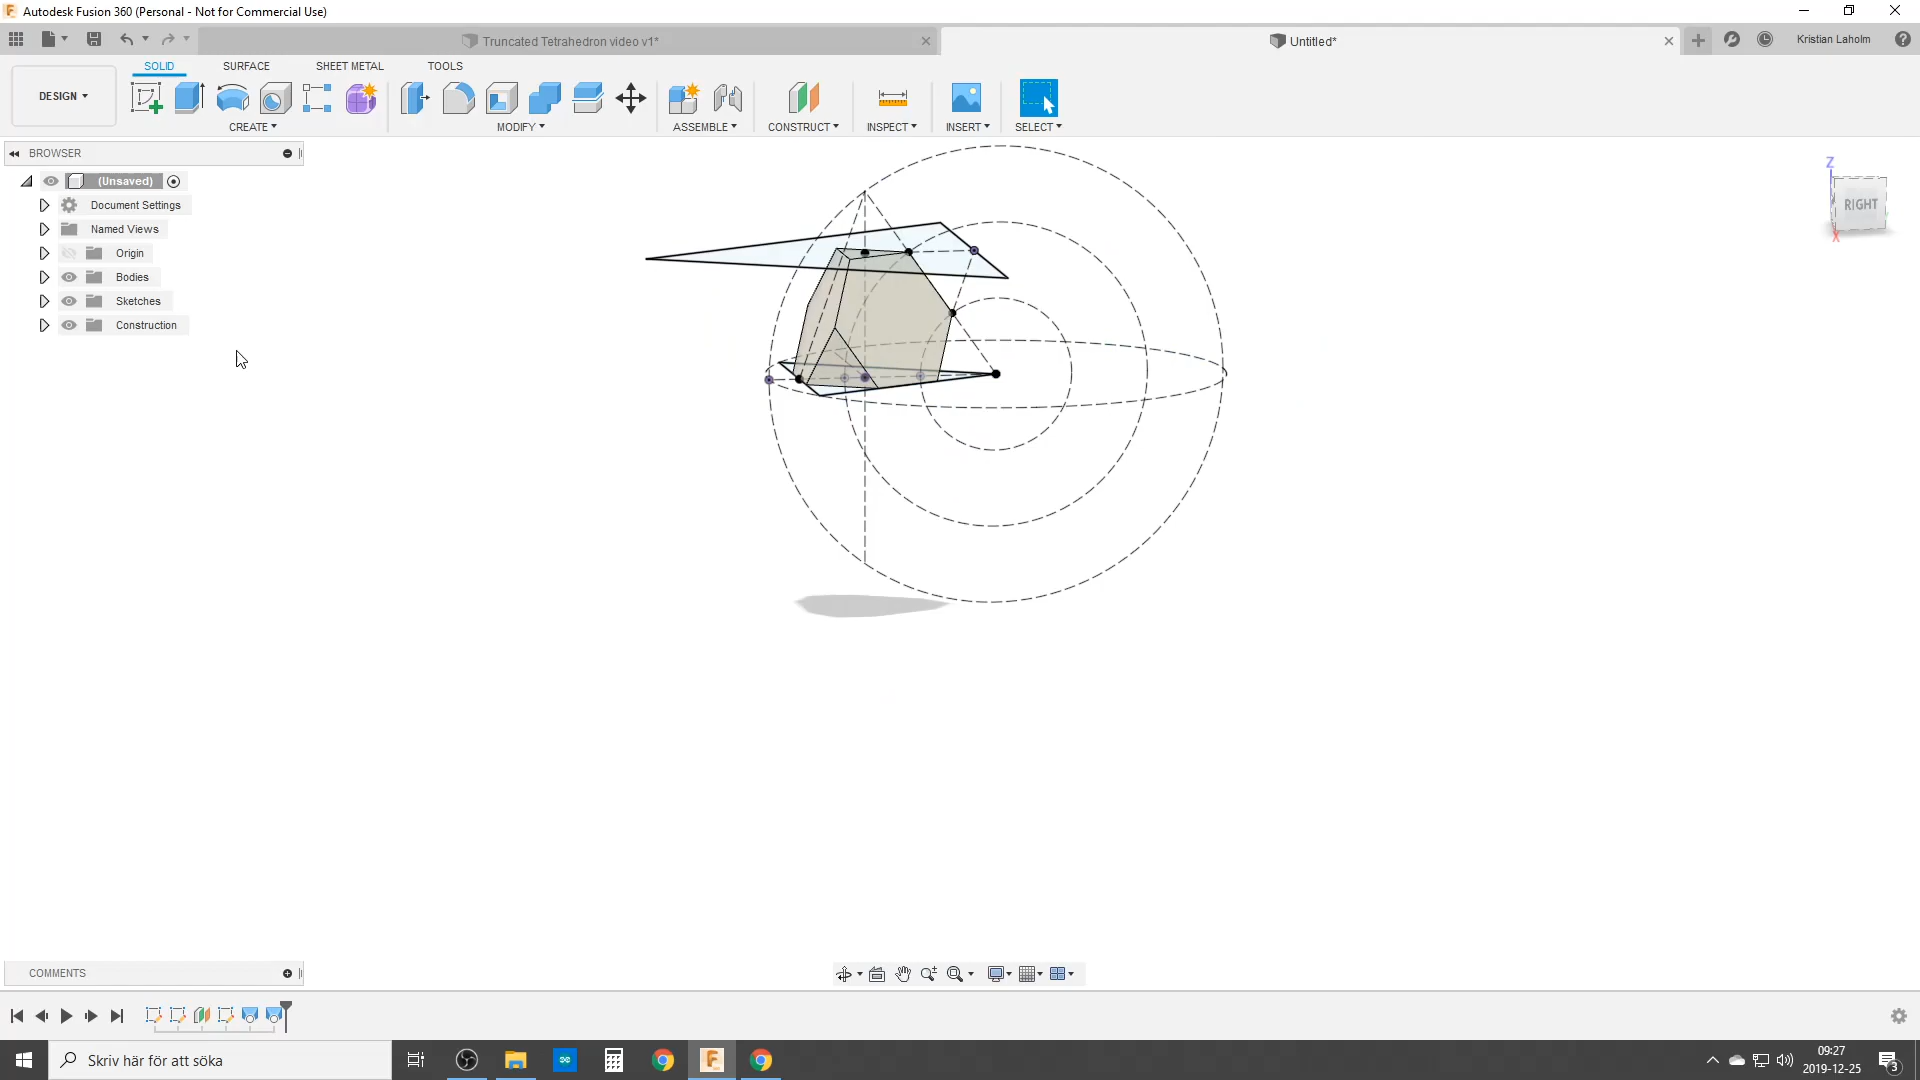 Autodesk Fusion 360 (Personal - Not for Commercial Use)
Truncated Tetrahedron video v1*
Untitled*
Kristian Laholm
DESIGN
SOLID
SURFACE
SHEET METAL
TOOLS
CREATE
MODIFY
ASSEMBLE
CONSTRUCT
INSPECT
INSERT
SELECT
BROWSER
(Unsaved)
Document Settings
Named Views
Origin
Bodies
Sketches
Construction
Z
RIGHT
X
COMMENTS
Skriv här för att söka
09:27
2019-12-25
3